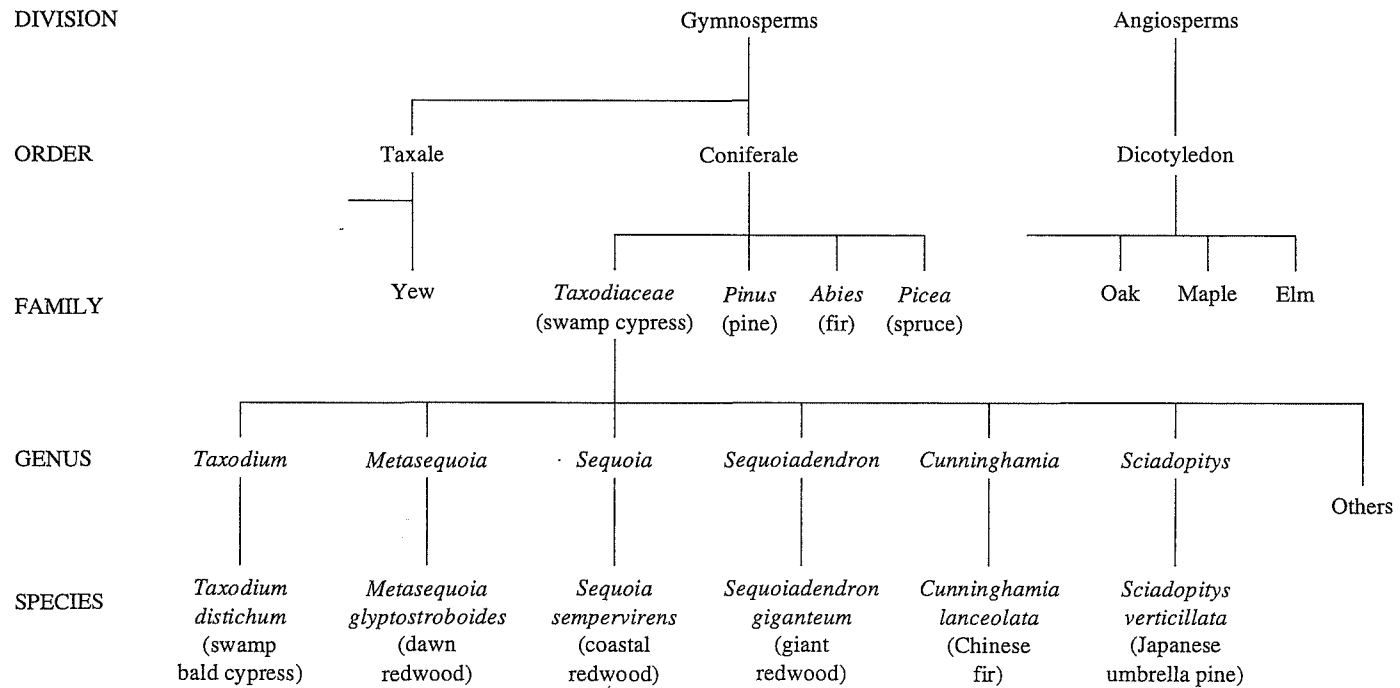 DIVISION Gymnosperms Angiosperms
ORDER Taxale Coniferale Dicotyledon
FAMILY Yew Taxodiaceae Pinus Abies Picea Oak Maple Elm
(swamp cypress) (pine) (fir) (spruce)
GENUS Taxodium Metasequoia Sequoia Sequoiadendron Cunninghamia Sciadopitys
Others
SPECIES Taxodium Metasequoia Sequoia Sequoiadendron Cunninghamia Sciadopitys
distichum glyptostroboides sempervirens giganteum lanceolata verticillata
(swamp (dawn (coastal (giant (Chinese (Japanese
bald cypress) redwood) redwood) redwood) fir) umbrella pine)